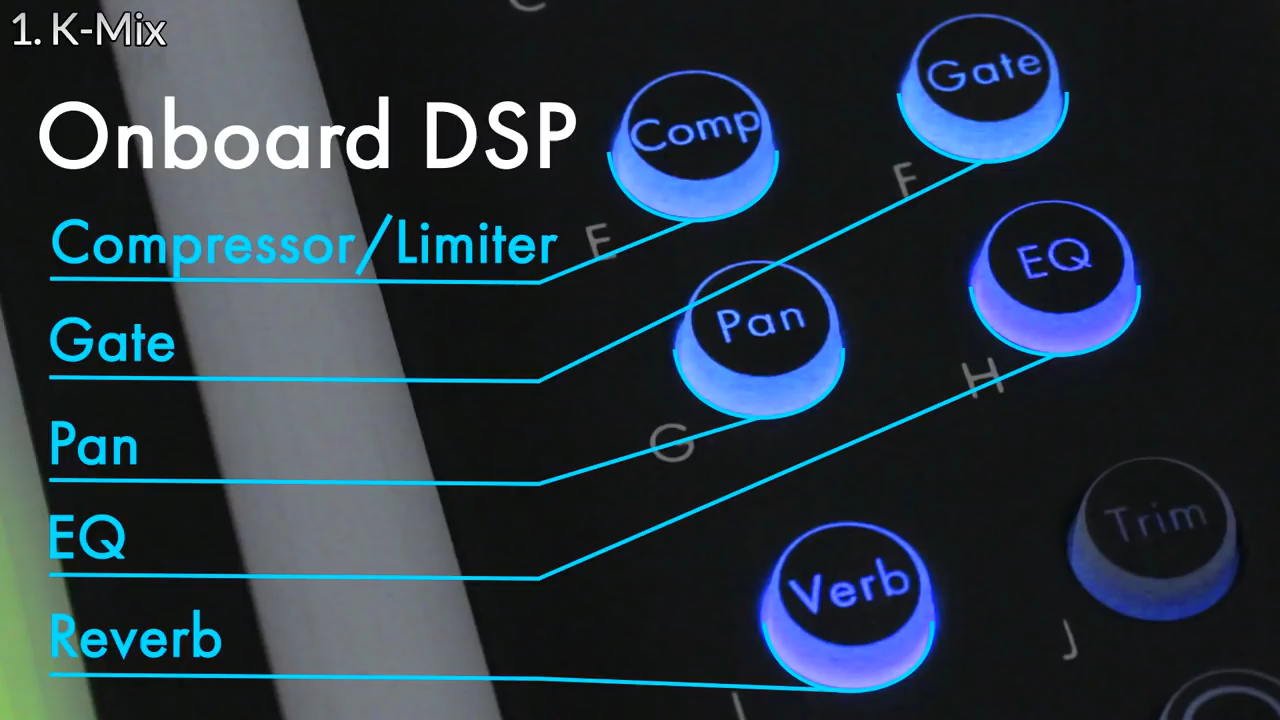 1. K-Mix
Onboard DSP
Compressor/Limiter
Gate
Pan
EQ
Reverb
Comp
Gate
E
F
Pan
EQ
G
H
Verb
Trim
J